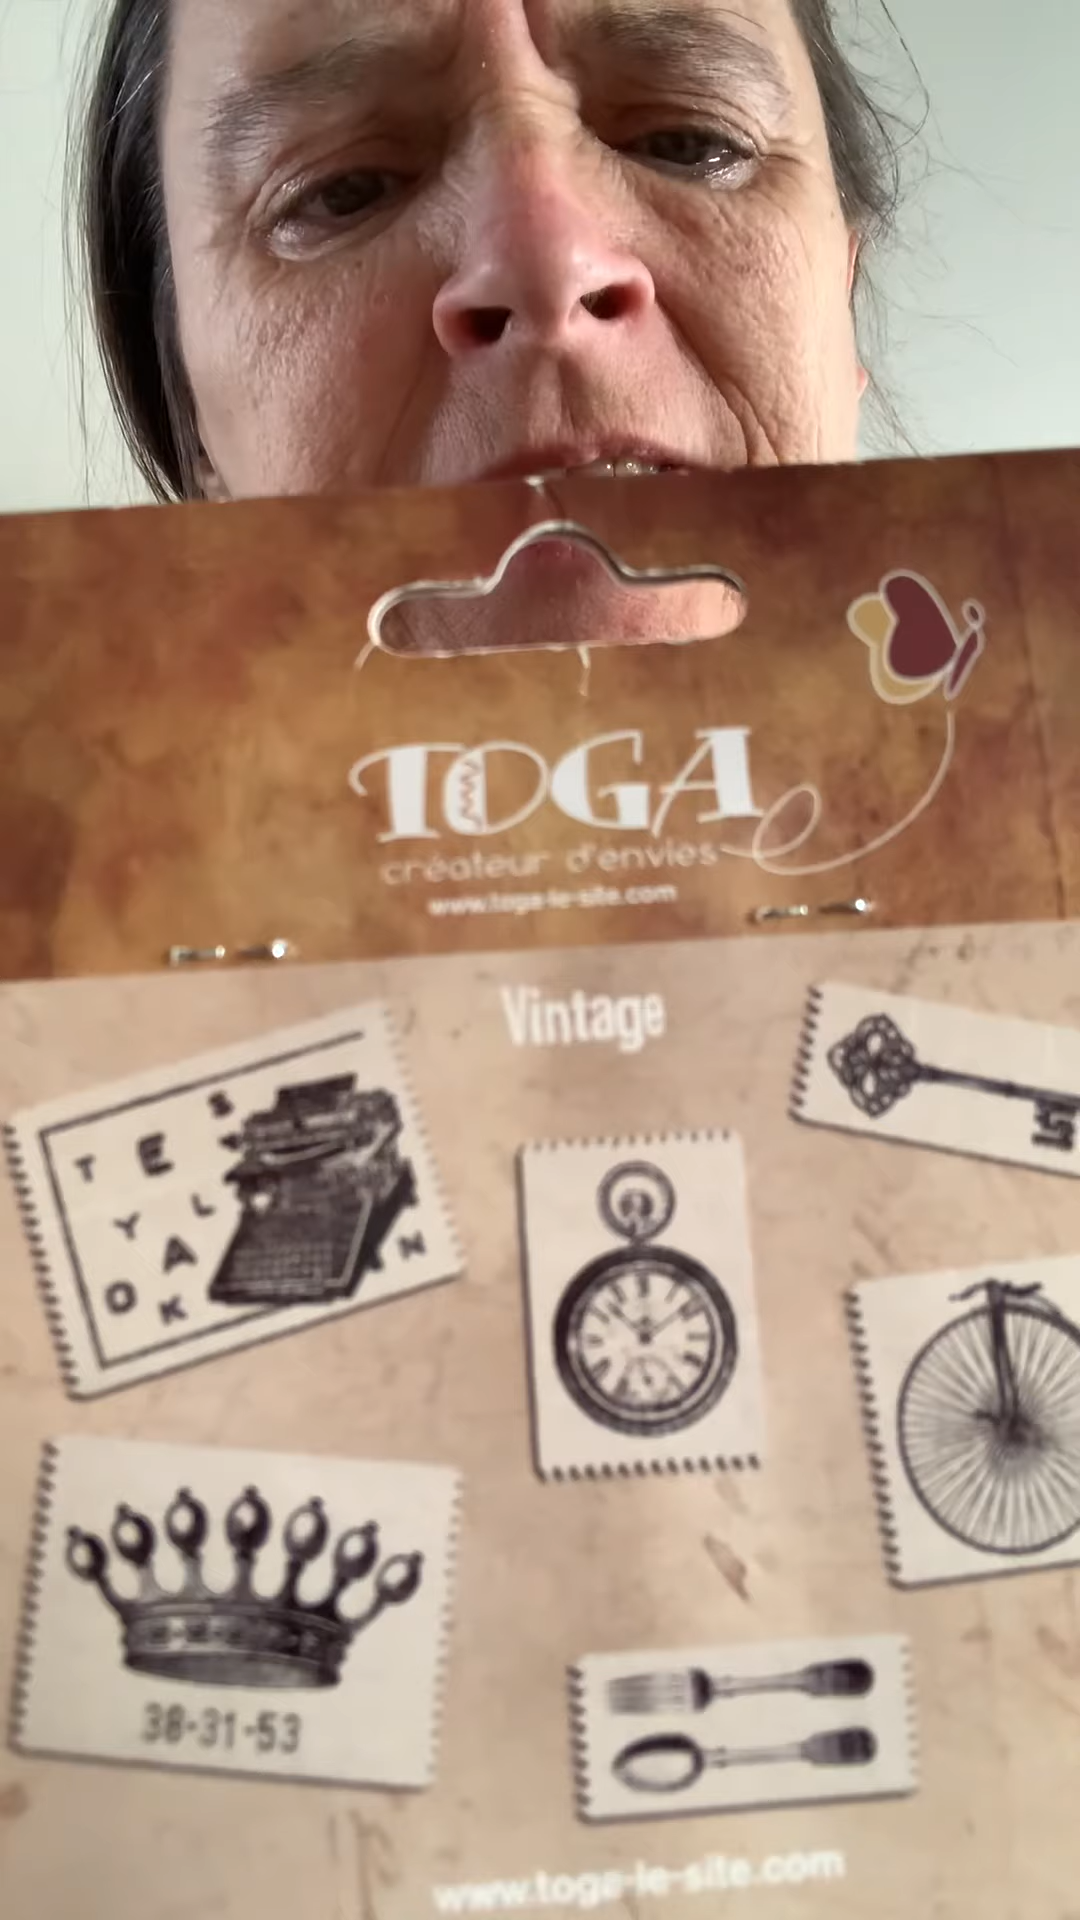 TOGA
créateur d'envies
www.toga-le-site.com
Vintage
T E S
Y A L
O K N
38-31-53
www.toga-le-site.com